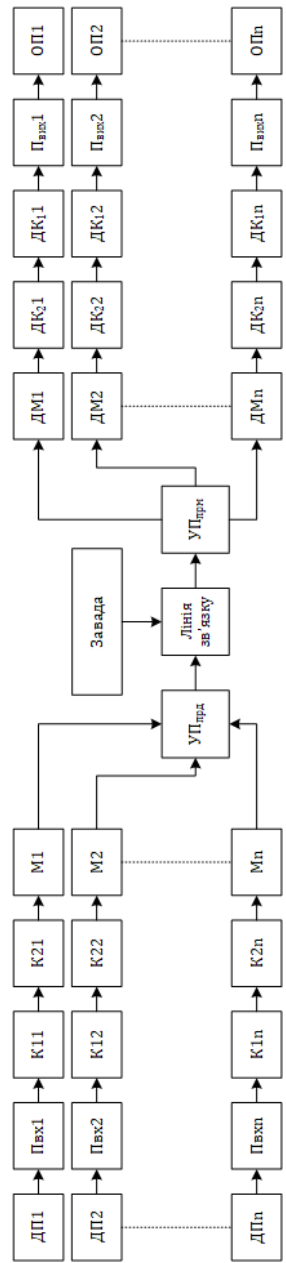 ДП1
Пвх1
К11
К21
М1
ДМ1
ДК₂1
ДК₁1
Пвих1
ОП1
ДП2
Пвх2
К12
К22
М2
ДМ2
ДК₂2
ДК₁2
Пвих2
ОП2
Завада
УПпрд
Лінія
зв'язку
УПпрм
ДПn
Пвхn
К1n
К2n
Мn
ДМn
ДК₂n
ДК₁n
Пвихn
ОПn